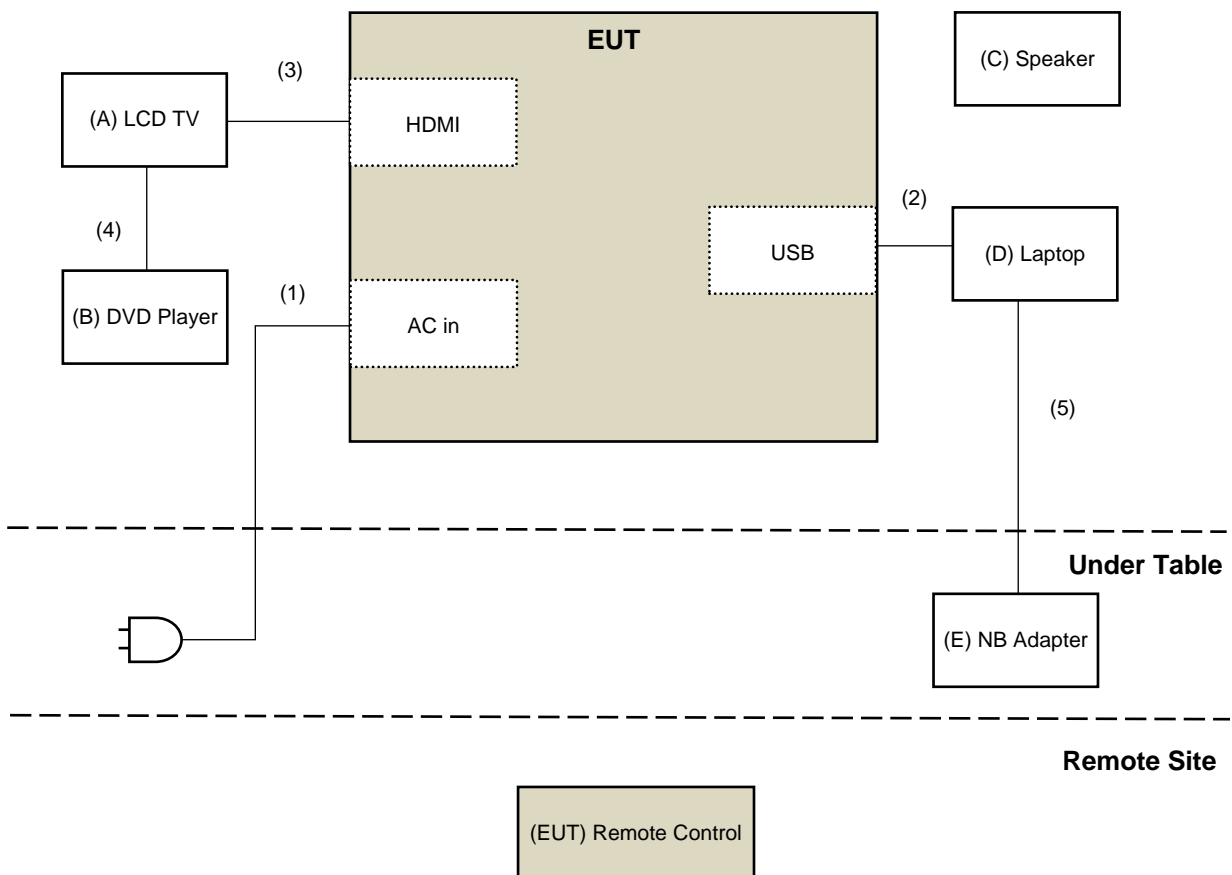 EUT
(C) Speaker
(3)
(A) LCD TV
HDMI
(2)
(4)
USB
(D) Laptop
(1)
(B) DVD Player
AC in
(5)
Under Table
(E) NB Adapter
Remote Site
(EUT) Remote Control